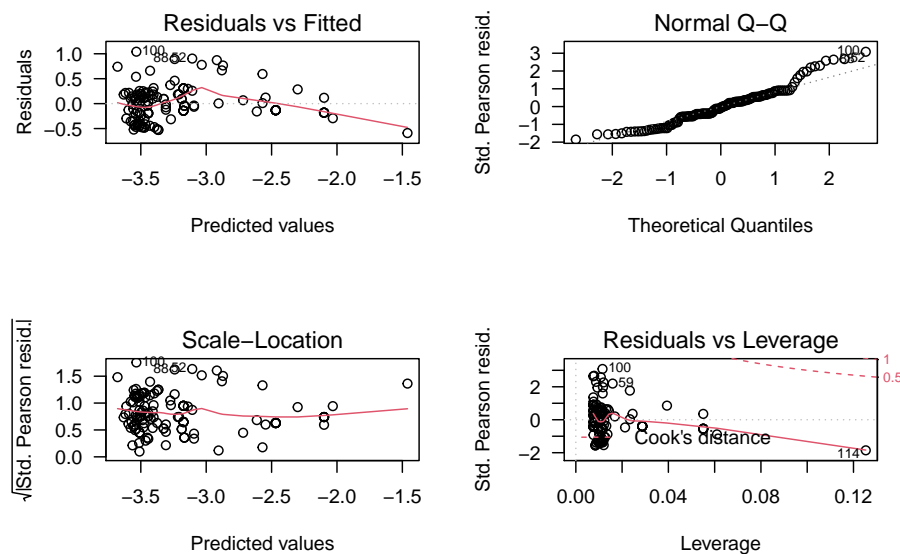 Residuals vs Fitted
Residuals
1.0
0.5
0.0
−0.5
100
88
52
−3.5 −3.0 −2.5 −2.0 −1.5
Predicted values
Normal Q−Q
Std. Pearson resid.
3
2
1
0
−1
−2
100
−2 −1 0 1 2
Theoretical Quantiles
Scale−Location
√|Std. Pearson resid.|
1.5
1.0
0.5
0.0
100
88
52
−3.5 −3.0 −2.5 −2.0 −1.5
Predicted values
Residuals vs Leverage
Std. Pearson resid.
2
0
−2
100
59
1
0.5
Cook's distance
114
0.00 0.04 0.08 0.12
Leverage